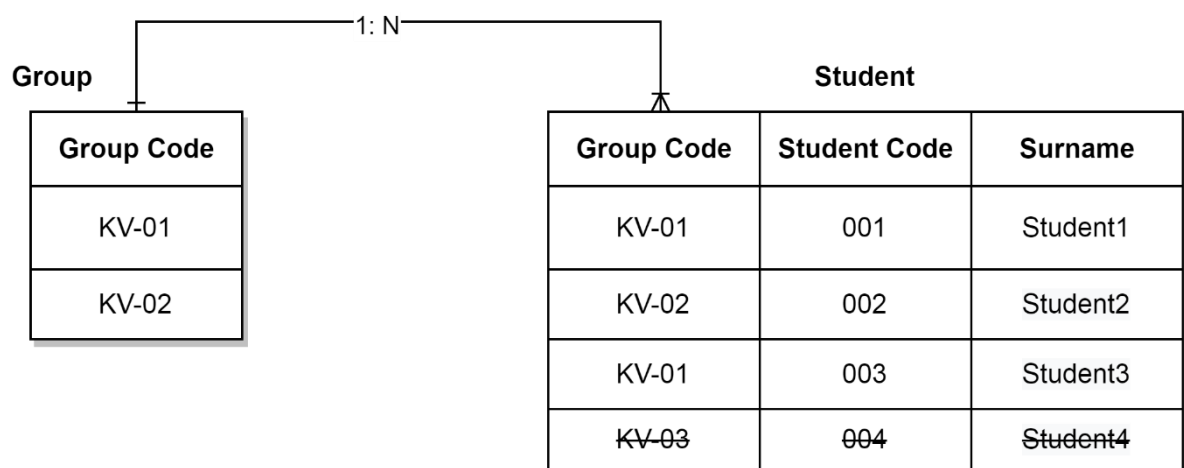 1: N
Group
Student
Group Code
KV-01
KV-02
Group Code Student Code Surname
KV-01 001 Student1
KV-02 002 Student2
KV-01 003 Student3
KV-03 004 Student4